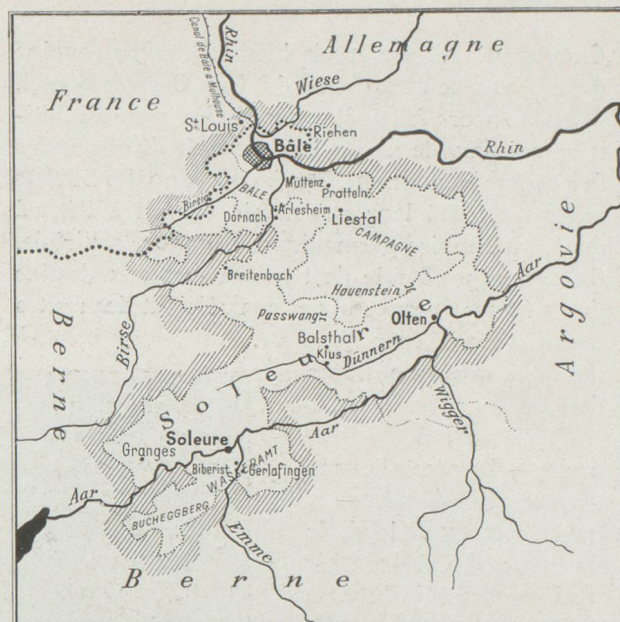 Allemagne
France
Canal de Bâle à Mulhouse
Rhin
Wiese
St Louis
Riehen
Bâle
Rhin
Muttenz
Pratteln
BALE
Birsig
Dornach
Arlesheim
Liestal
CAMPAGNE
Argovie
Aar
Breitenbach
Hauenstein
Passwang
Olten
Balsthal
Klus
Dünnern
Berne
Birse
Soleure
Wigger
Soleure
Aar
Granges
Biberist
WASSERAMT
Gerlafingen
Aar
BUCHEGGBERG
Emme
Berne